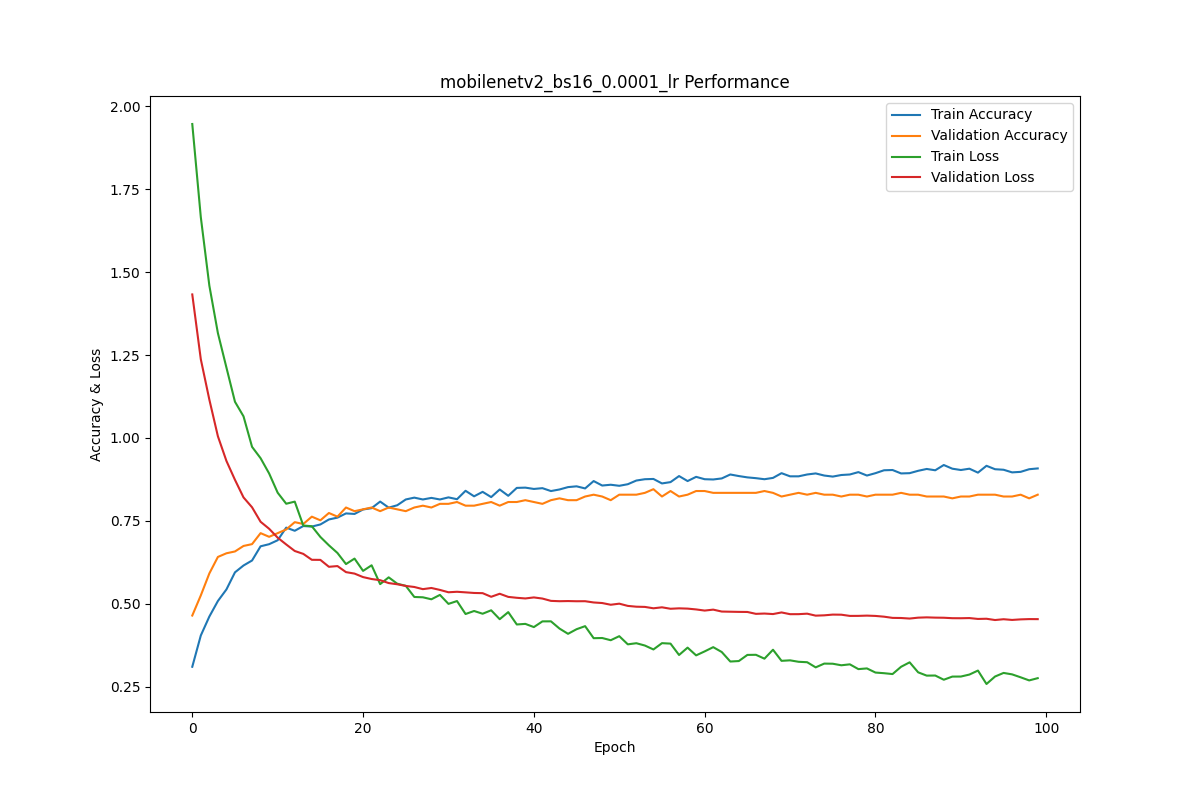 mobilenetv2_bs16_0.0001_lr Performance
Train Accuracy
Validation Accuracy
Train Loss
Validation Loss
Accuracy & Loss
2.00
1.75
1.50
1.25
1.00
0.75
0.50
0.25
0 20 40 60 80 100
Epoch